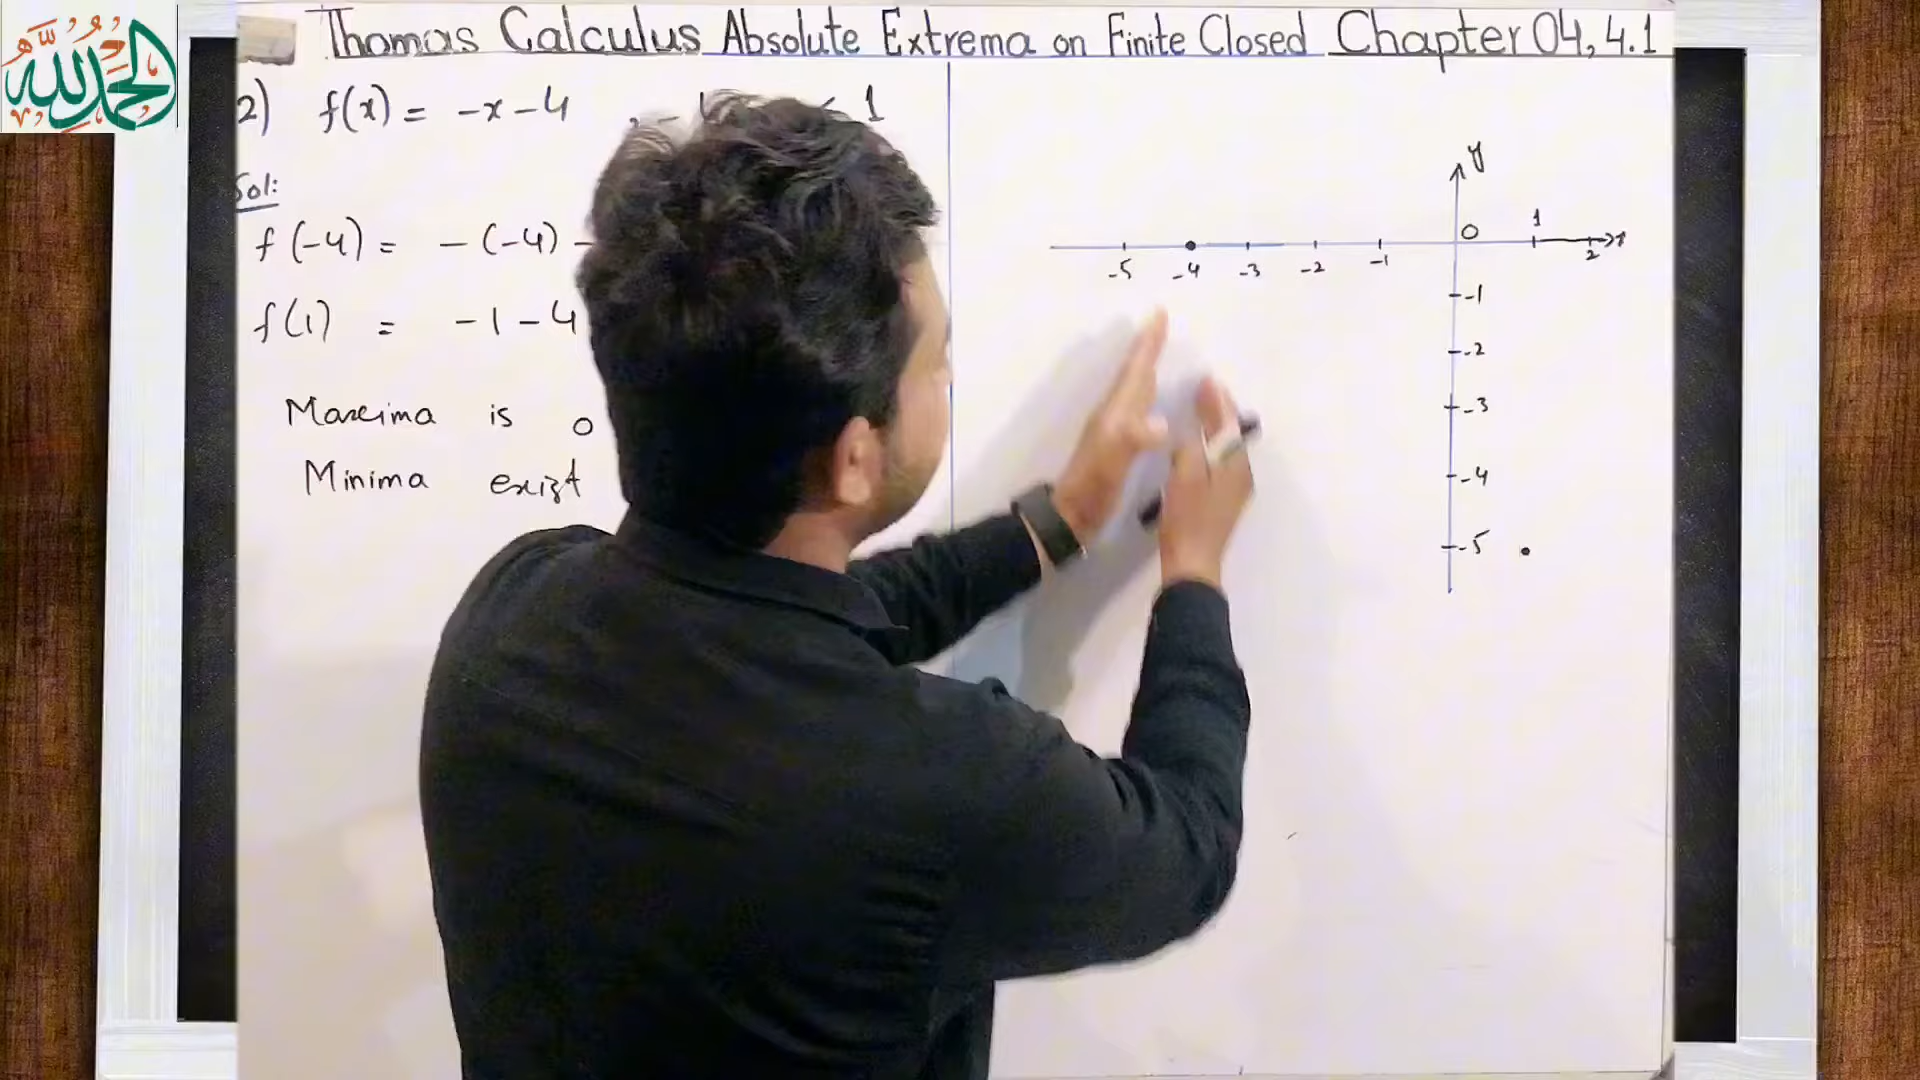 الحمد لله
Thomas Calculus Absolute Extrema on Finite Closed Chapter 04, 4.1
2) f(x) = -x - 4 , - 1
Sol:
f(-4) = -(-4) -
f(1) = -1 - 4
Maxima is 0
Minima exist
y
0 1 2 x
-5 -4 -3 -2 -1
-1
-2
-3
-4
-5